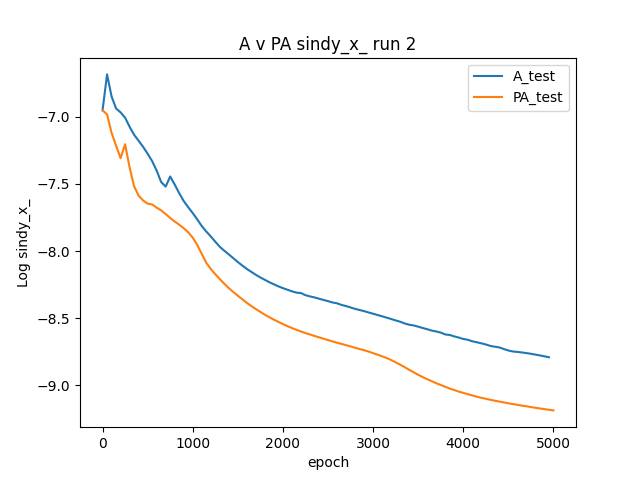 A v PA sindy_x_ run 2
A_test
PA_test
−7.0
−7.5
−8.0
−8.5
−9.0
Log sindy_x_
0 1000 2000 3000 4000 5000
epoch